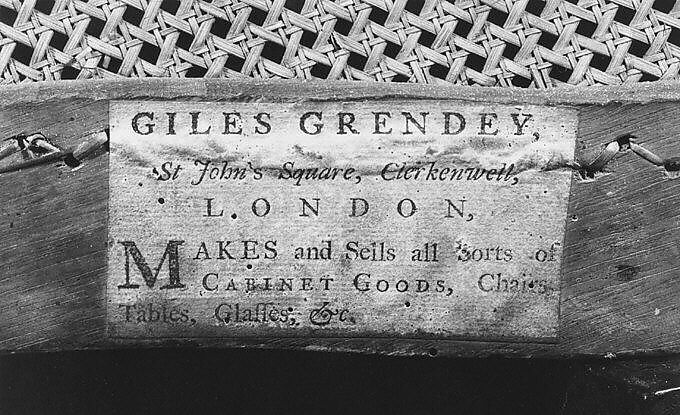 GILES GRENDEY,
St John's Square, Clerkenwell,
LONDON,
MAKES and Sells all Sorts of
CABINET GOODS, Chairs,
Tables, Glaſſes, &c.